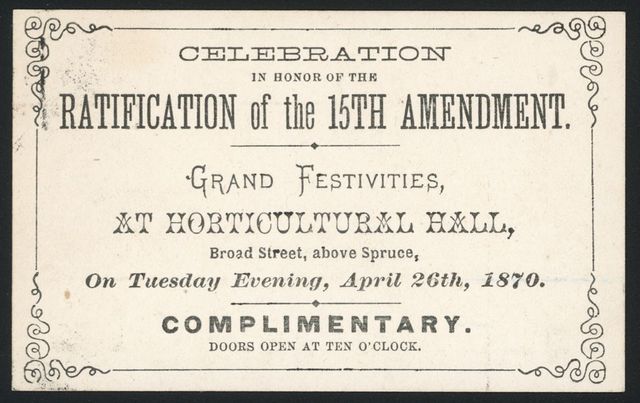 CELEBRATION
IN HONOR OF THE
RATIFICATION of the 15TH AMENDMENT.
GRAND FESTIVITIES,
AT HORTICULTURAL HALL,
Broad Street, above Spruce,
On Tuesday Evening, April 26th, 1870.
COMPLIMENTARY.
DOORS OPEN AT TEN O'CLOCK.